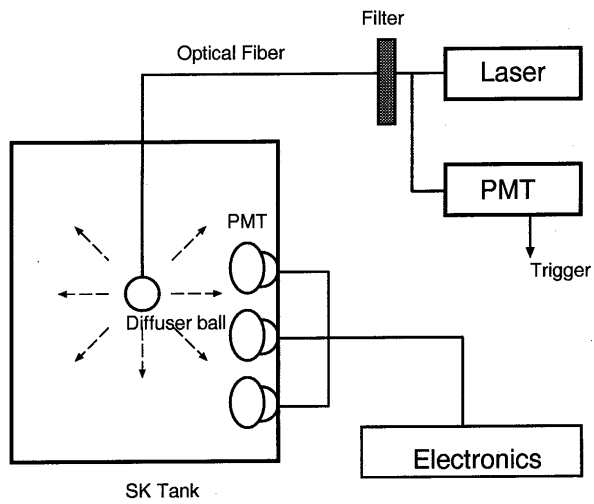 Filter
Optical Fiber
Laser
PMT
PMT
Trigger
Diffuser ball
Electronics
SK Tank